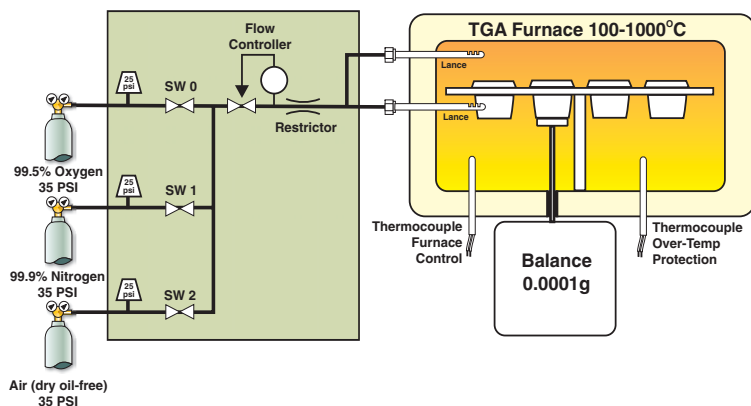 TGA Furnace 100-1000°C
Flow
Controller
25
psi
SW 0
Lance
Restrictor
Lance
99.5% Oxygen
35 PSI
25
psi
SW 1
Thermocouple
Furnace
Control
Thermocouple
Over-Temp
Protection
Balance
0.0001g
99.9% Nitrogen
35 PSI
25
psi
SW 2
Air (dry oil-free)
35 PSI